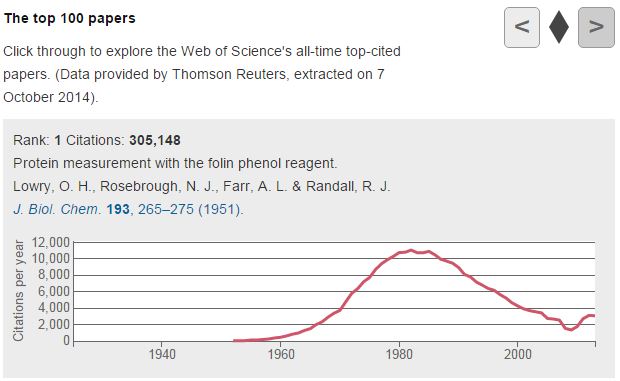 The top 100 papers
< >
Click through to explore the Web of Science's all-time top-cited
papers. (Data provided by Thomson Reuters, extracted on 7
October 2014).
Rank: 1 Citations: 305,148
Protein measurement with the folin phenol reagent.
Lowry, O. H., Rosebrough, N. J., Farr, A. L. & Randall, R. J.
J. Biol. Chem. 193, 265–275 (1951).
Citations per year
12,000
10,000
8,000
6,000
4,000
2,000
0
1940 1960 1980 2000